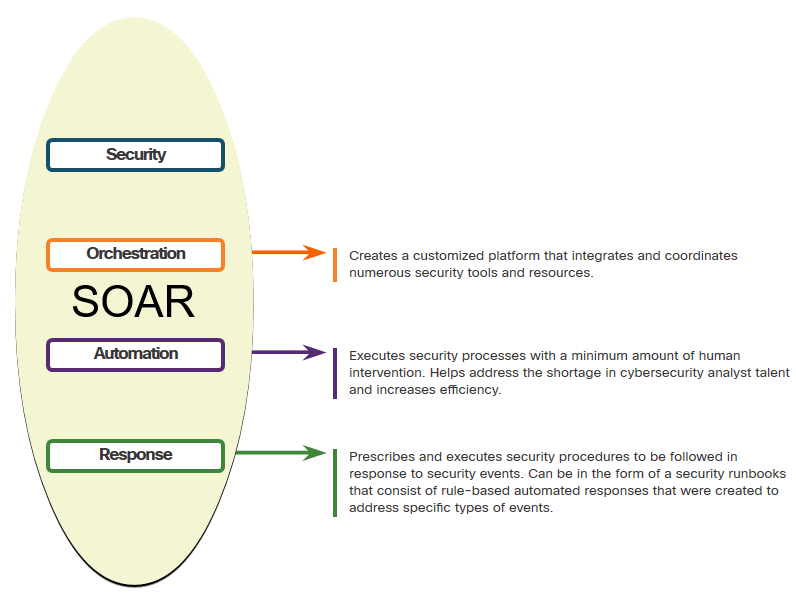 Security
Orchestration
Creates a customized platform that integrates and coordinates
numerous security tools and resources.
SOAR
Automation
Executes security processes with a minimum amount of human
intervention. Helps address the shortage in cybersecurity analyst talent
and increases efficiency.
Response
Prescribes and executes security procedures to be followed in
response to security events. Can be in the form of a security runbooks
that consist of rule-based automated responses that were created to
address specific types of events.